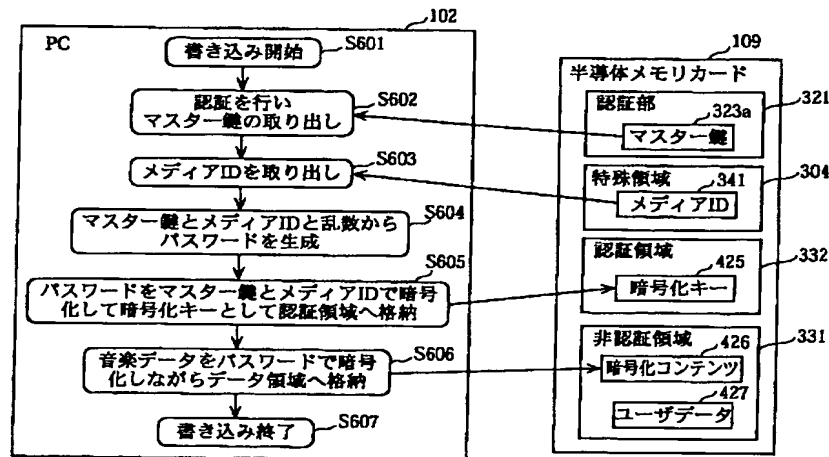 102
PC
書き込み開始
S601
認証を行い
マスター鍵の取り出し
S602
メディアIDを取り出し
S603
マスター鍵とメディアIDと乱数から
パスワードを生成
S604
パスワードをマスター鍵とメディアIDで暗号
化して暗号化キーとして認証領域へ格納
S605
音楽データをパスワードで暗号
化しながらデータ領域へ格納
S606
書き込み終了
S607
109
半導体メモリカード
認証部
321
323a
マスター鍵
特殊領域
304
341
メディアID
認証領域
332
425
暗号化キー
非認証領域
331
426
暗号化コンテンツ
427
ユーザデータ